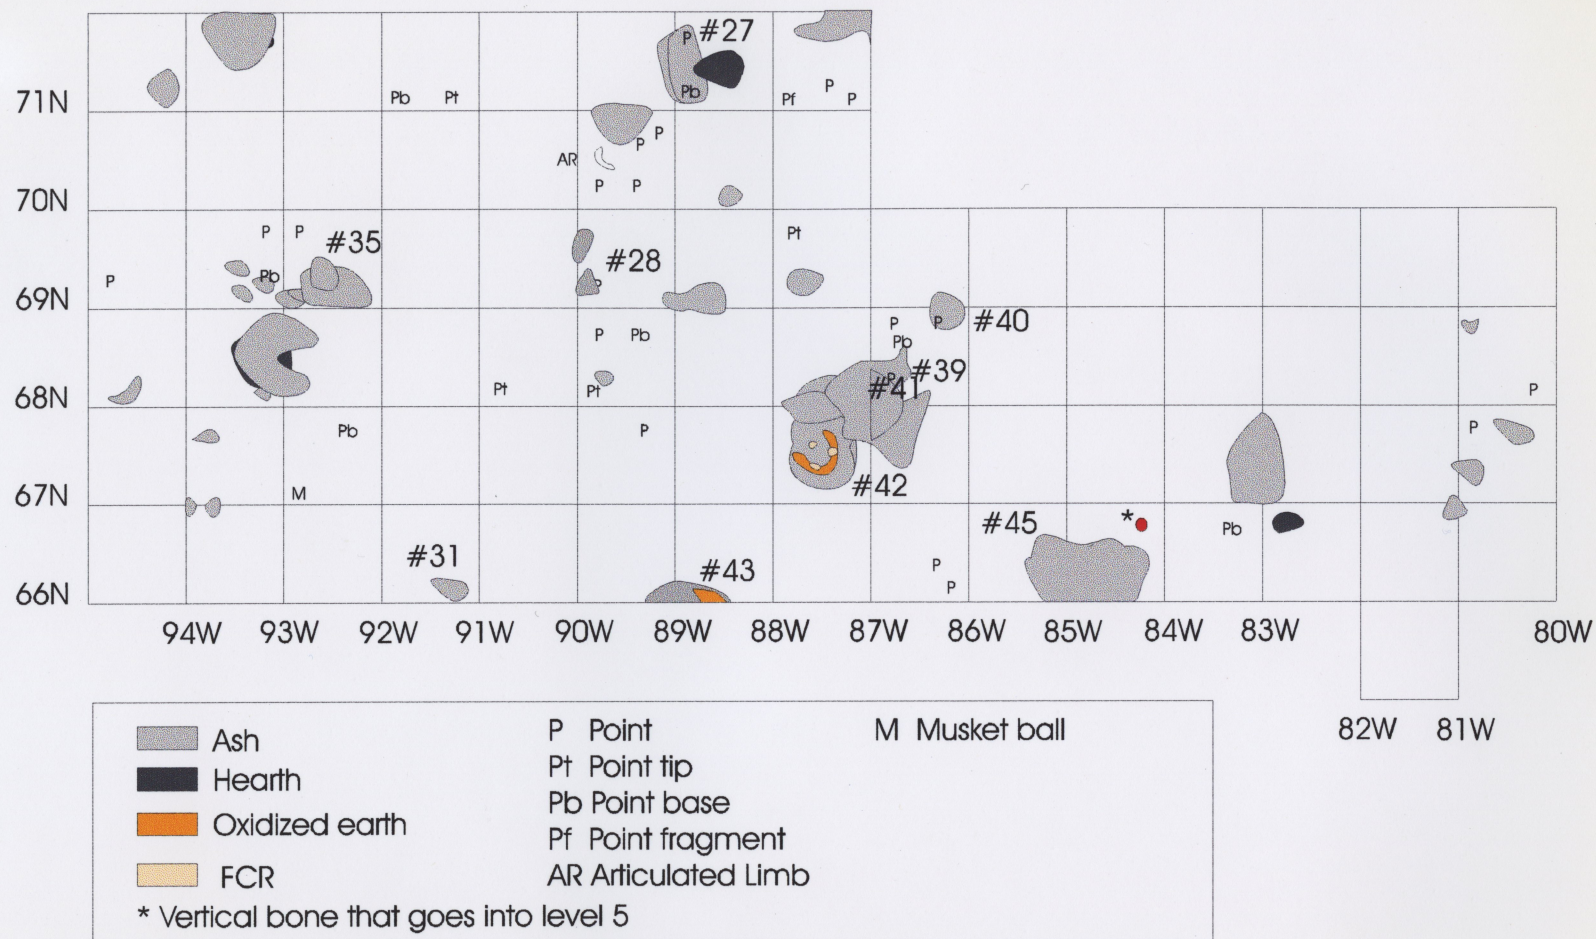 P #27
Pb
71N Pb Pt Pf P P
P
P
AR
P P
70N
P P #35 Pt
#28
P Pb
69N
P P #40
P Pb Pb
P #39
#41
68N Pt Pt P
Pb P P
67N M #42
#45 * Pb
#31 P
#43 P
66N
94W 93W 92W 91W 90W 89W 88W 87W 86W 85W 84W 83W 80W
82W 81W
Ash
Hearth
Oxidized earth
FCR
* Vertical bone that goes into level 5
P Point
Pt Point tip
Pb Point base
Pf Point fragment
AR Articulated Limb
M Musket ball